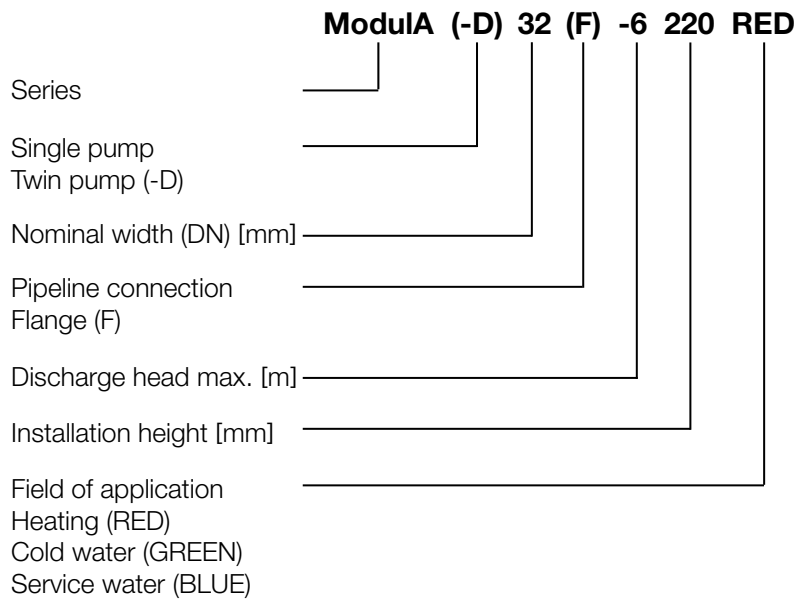 ModulA (-D) 32 (F) -6 220 RED
Series
Single pump
Twin pump (-D)
Nominal width (DN) [mm]
Pipeline connection
Flange (F)
Discharge head max. [m]
Installation height [mm]
Field of application
Heating (RED)
Cold water (GREEN)
Service water (BLUE)